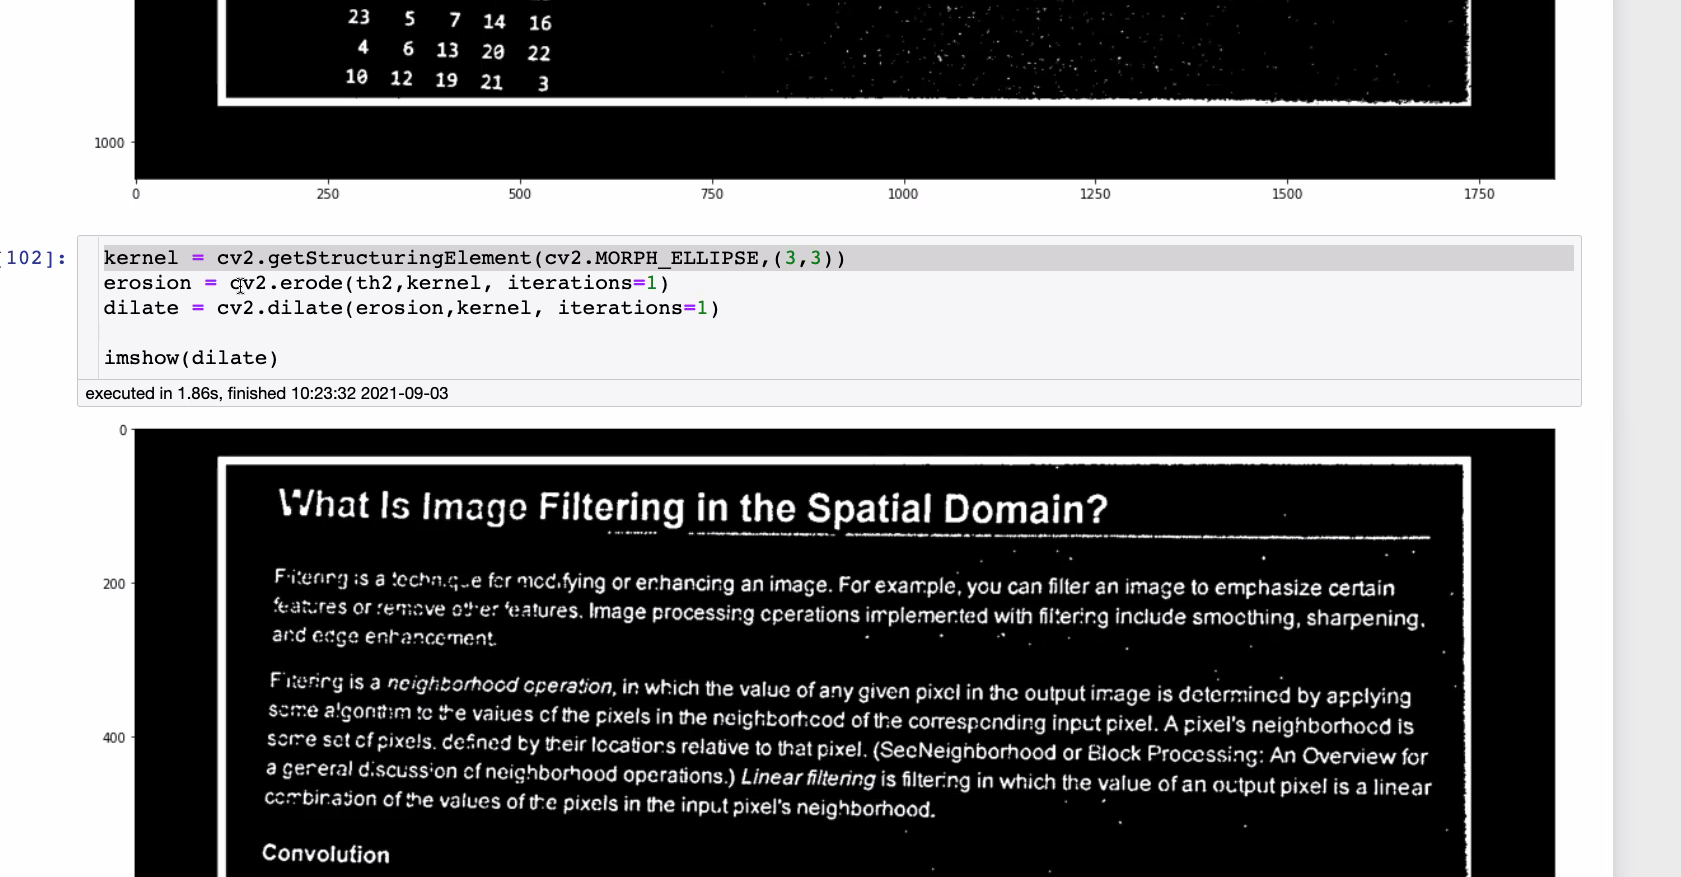 23 5 7 14 16
4 6 13 20 22
10 12 19 21 3
1000
0 250 500 750 1000 1250 1500 1750
102]:
kernel = cv2.getStructuringElement(cv2.MORPH_ELLIPSE,(3,3))
erosion = cv2.erode(th2,kernel, iterations=1)
dilate = cv2.dilate(erosion,kernel, iterations=1)
imshow(dilate)
executed in 1.86s, finished 10:23:32 2021-09-03
0
What Is Image Filtering in the Spatial Domain?
200
Filtering is a technique for modifying or enhancing an image. For example, you can filter an image to emphasize certain
features or remove other features. Image processing operations implemented with filtering include smoothing, sharpening,
and edge enhancement.
Filtering is a neighborhood operation, in which the value of any given pixel in the output image is determined by applying
some algorithm to the values of the pixels in the neighborhood of the corresponding input pixel. A pixel's neighborhood is
400
some set of pixels, defined by their locations relative to that pixel. (SeeNeighborhood or Block Processing: An Overview for
a general discussion of neighborhood operations.) Linear filtering is filtering in which the value of an output pixel is a linear
combination of the values of the pixels in the input pixel's neighborhood.
Convolution